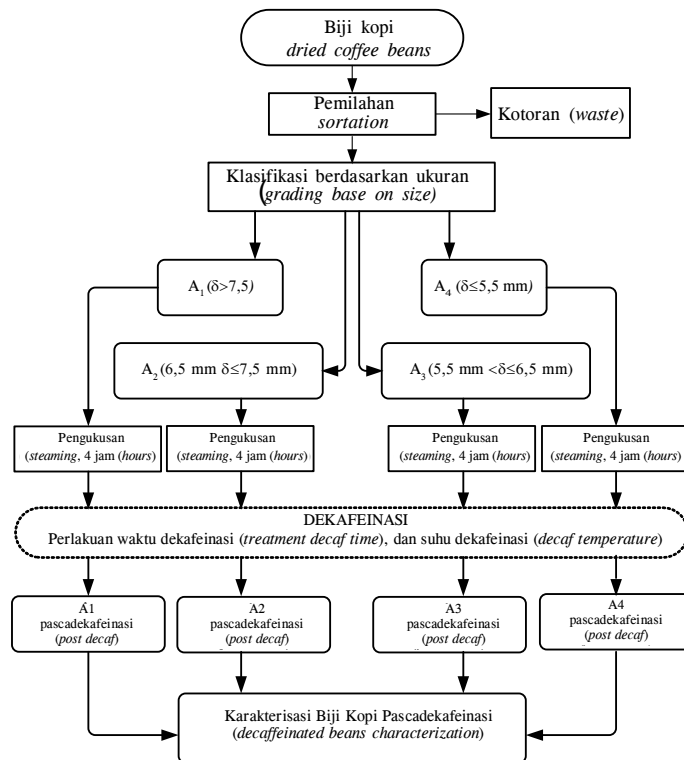 Biji kopi
dried coffee beans
Pemilahan
sortation
Kotoran (waste)
Klasifikasi berdasarkan ukuran
(grading base on size)
A₁ (δ>7,5)
A₄ (δ≤5,5 mm)
A₂ (6,5 mm δ≤7,5 mm)
A₃ (5,5 mm <δ≤6,5 mm)
Pengukusan
(steaming, 4 jam (hours)
Pengukusan
(steaming, 4 jam (hours)
Pengukusan
(steaming, 4 jam (hours)
Pengukusan
(steaming, 4 jam (hours)
DEKAFEINASI
Perlakuan waktu dekafeinasi (treatment decaf time), dan suhu dekafeinasi (decaf temperature)
A1
pascadekafeinasi
(post decaf)
A2
pascadekafeinasi
(post decaf)
A3
pascadekafeinasi
(post decaf)
A4
pascadekafeinasi
(post decaf)
Karakterisasi Biji Kopi Pascadekafeinasi
(decaffeinated beans characterization)